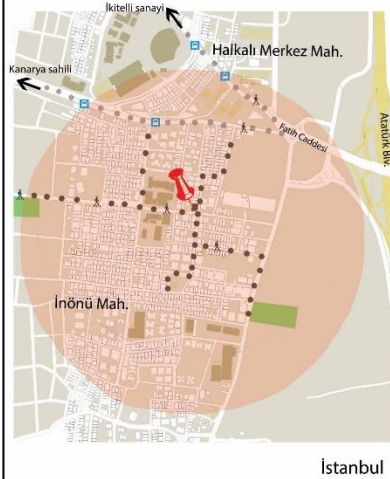 İkitelli sanayi
Halkalı Merkez Mah.
Kanarya sahili
Fatih Caddesi
Atatürk Blv.
İnönü Mah.
İstanbul